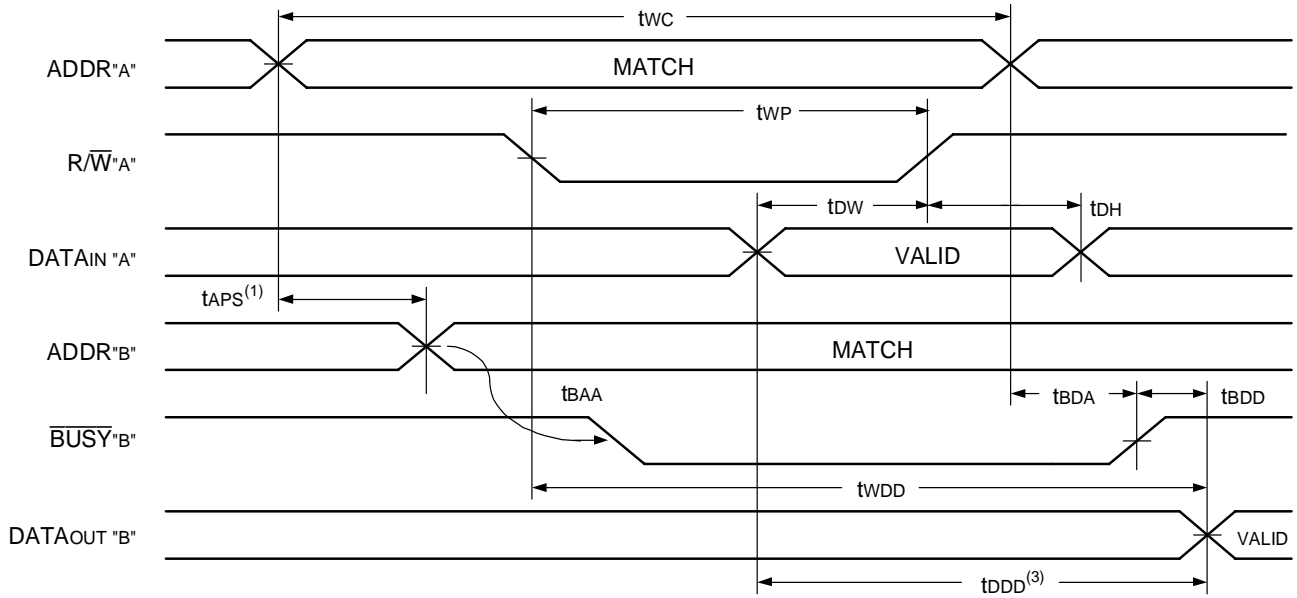 tWC
ADDR"A"
MATCH
tWP
R/W̅"A"
tDW
tDH
DATAIN "A"
VALID
tAPS(1)
ADDR"B"
MATCH
tBAA
tBDA
tBDD
B̅U̅S̅Y̅"B"
tWDD
DATAOUT "B"
VALID
tDDD(3)